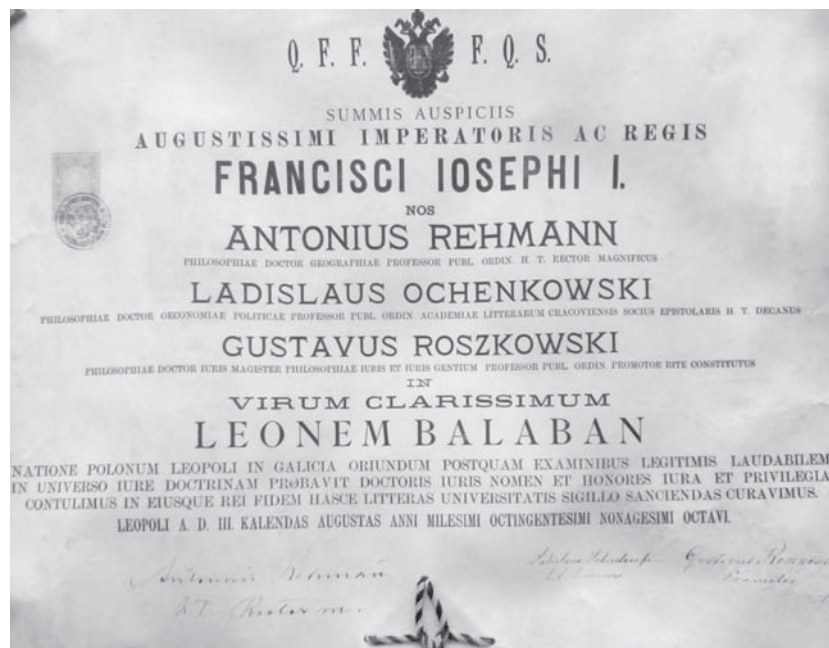 Q. F. F. F. Q. S.
SUMMIS AUSPICIIS
AUGUSTISSIMI IMPERATORIS AC REGIS
FRANCISCI IOSEPHI I.
NOS
ANTONIUS REHMANN
PHILOSOPHIAE DOCTOR GEOGRAPHIAE PROFESSOR PUBL. ORDIN. H. T. RECTOR MAGNIFICUS
LADISLAUS OCHENKOWSKI
PHILOSOPHIAE DOCTOR OECONOMIAE POLITICAE PROFESSOR PUBL. ORDIN. ACADEMIAE LITTERARUM CRACOVIENSIS SOCIUS EPISTOLARIS H. T. DECANUS
GUSTAVUS ROSZKOWSKI
PHILOSOPHIAE DOCTOR IURIS MAGISTER PHILOSOPHIAE IURIS ET IURIS GENTIUM PROFESSOR PUBL. ORDIN. PROMOTOR RITE CONSTITUTUS
IN
VIRUM CLARISSIMUM
LEONEM BALABAN
NATIONE POLONUM LEOPOLI IN GALICIA ORIUNDUM POSTQUAM EXAMINIBUS LEGITIMIS LAUDABILEM
IN UNIVERSO IURE DOCTRINAM PROBAVIT DOCTORIS IURIS NOMEN ET HONORES IURA ET PRIVILEGIA
CONTULIMUS IN EIUSQUE REI FIDEM HASCE LITTERAS UNIVERSITATIS SIGILLO SANCIENDAS CURAVIMUS.
LEOPOLI A. D. III. KALENDAS AUGUSTAS ANNI MILESIMI OCTINGENTESIMI NONAGESIMI OCTAVI.
Antonius Rehman
h. t. Rector m.
Gustavus Roszkowski
Promotor